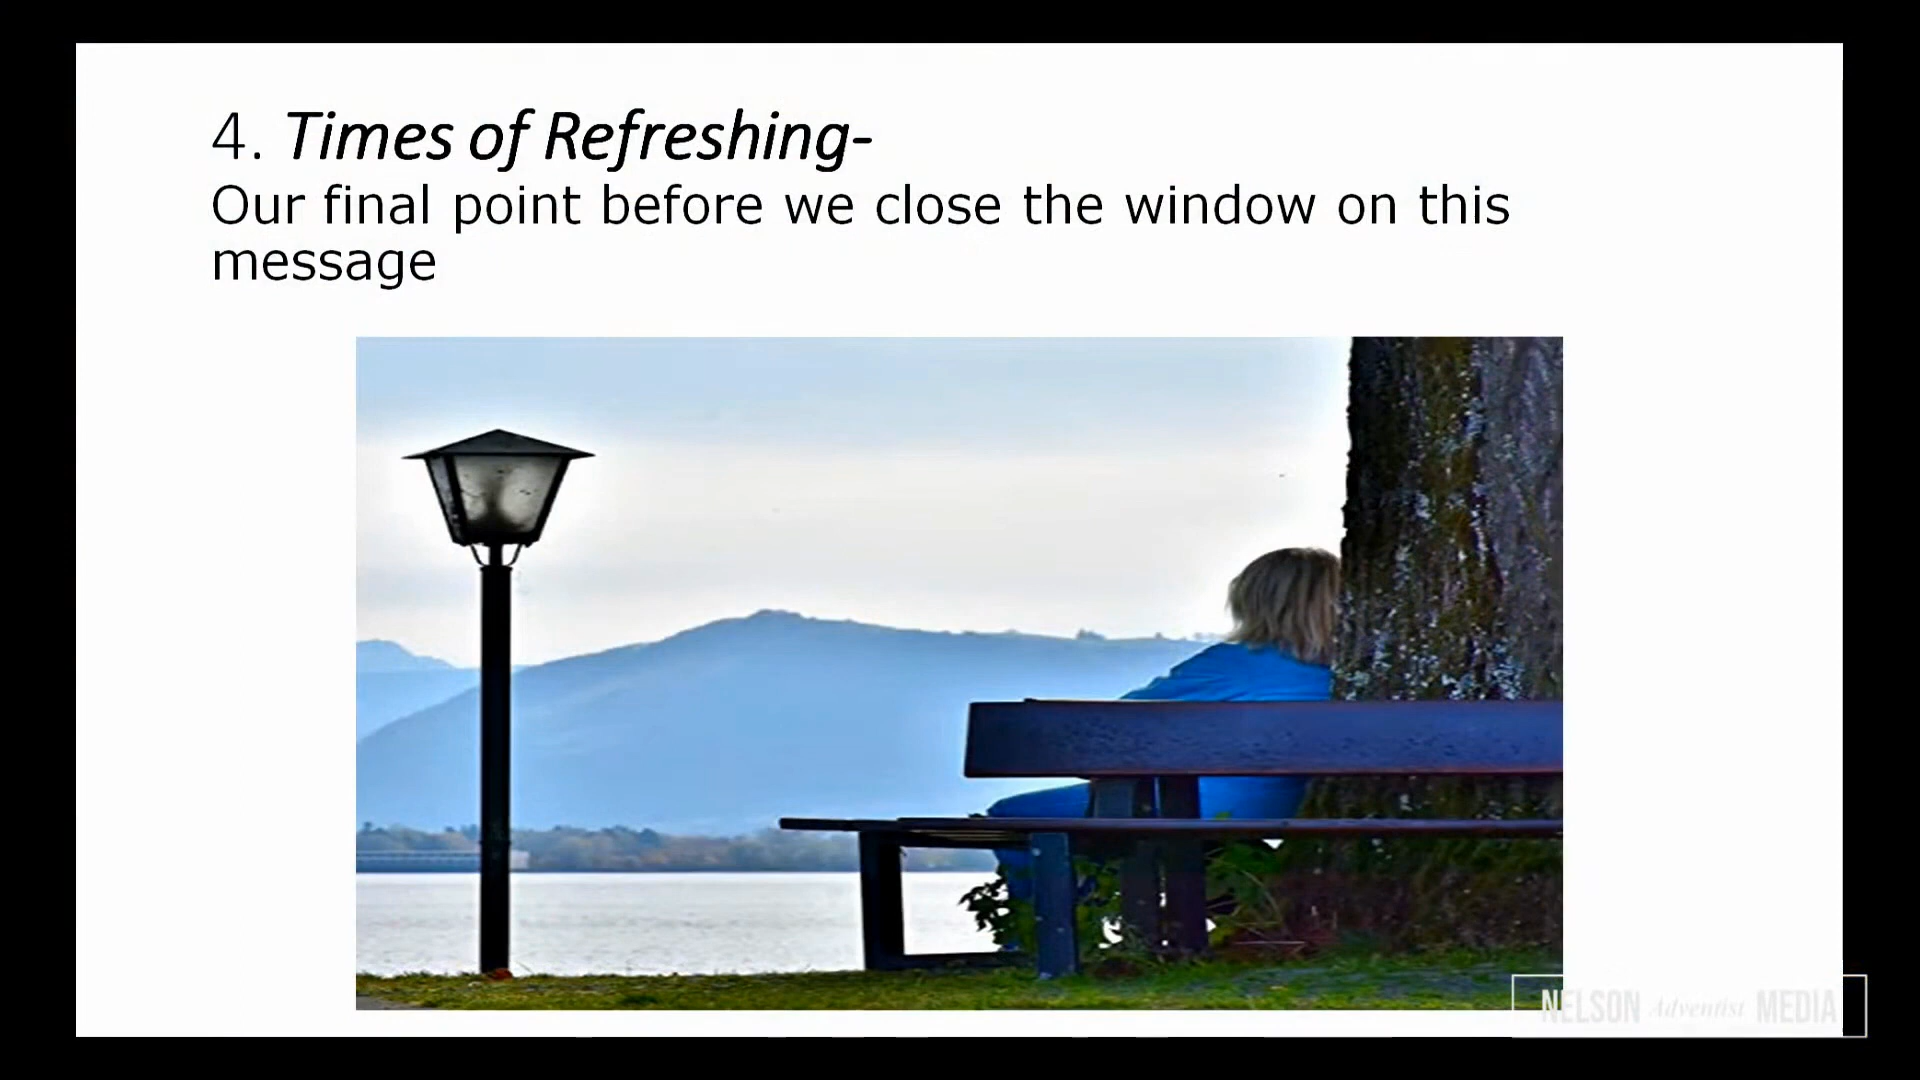 4. Times of Refreshing-
Our final point before we close the window on this
message
NELSON Adventist MEDIA